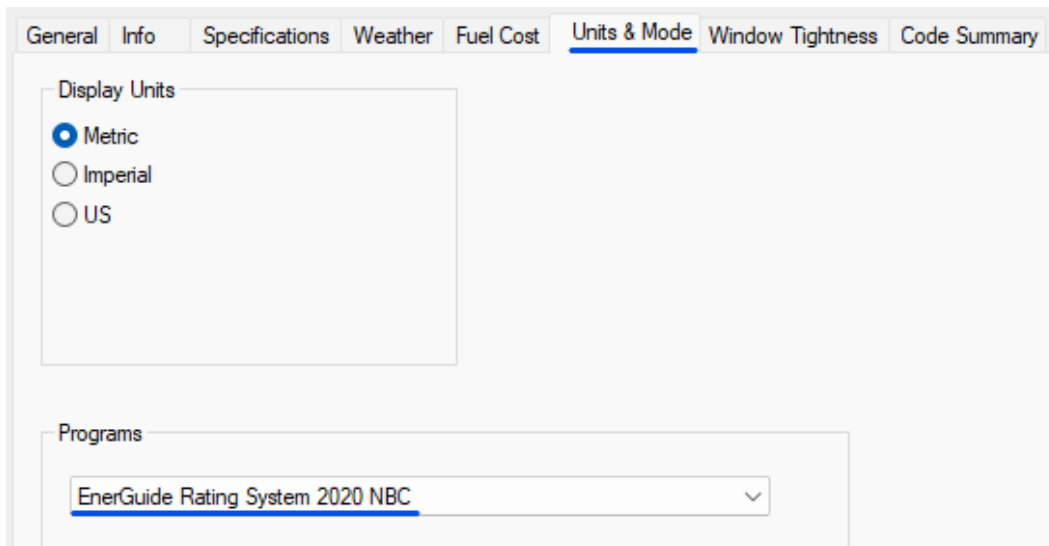 General Info Specifications Weather Fuel Cost Units & Mode Window Tightness Code Summary
Display Units
Metric
Imperial
US
Programs
EnerGuide Rating System 2020 NBC